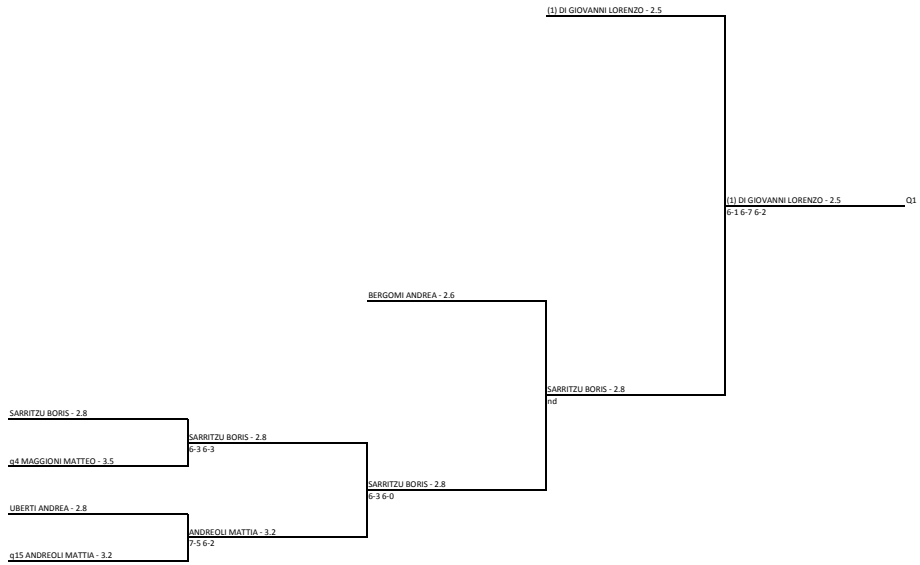 (1) DI GIOVANNI LORENZO - 2.5
(1) DI GIOVANNI LORENZO - 2.5
Q1
6-1 6-7 6-2
BERGOMI ANDREA - 2.6
SARRITZU BORIS - 2.8
nd
SARRITZU BORIS - 2.8
SARRITZU BORIS - 2.8
6-3 6-3
q4 MAGGIONI MATTEO - 3.5
SARRITZU BORIS - 2.8
6-3 6-0
UBERTI ANDREA - 2.8
ANDREOLI MATTIA - 3.2
7-5 6-2
q15 ANDREOLI MATTIA - 3.2